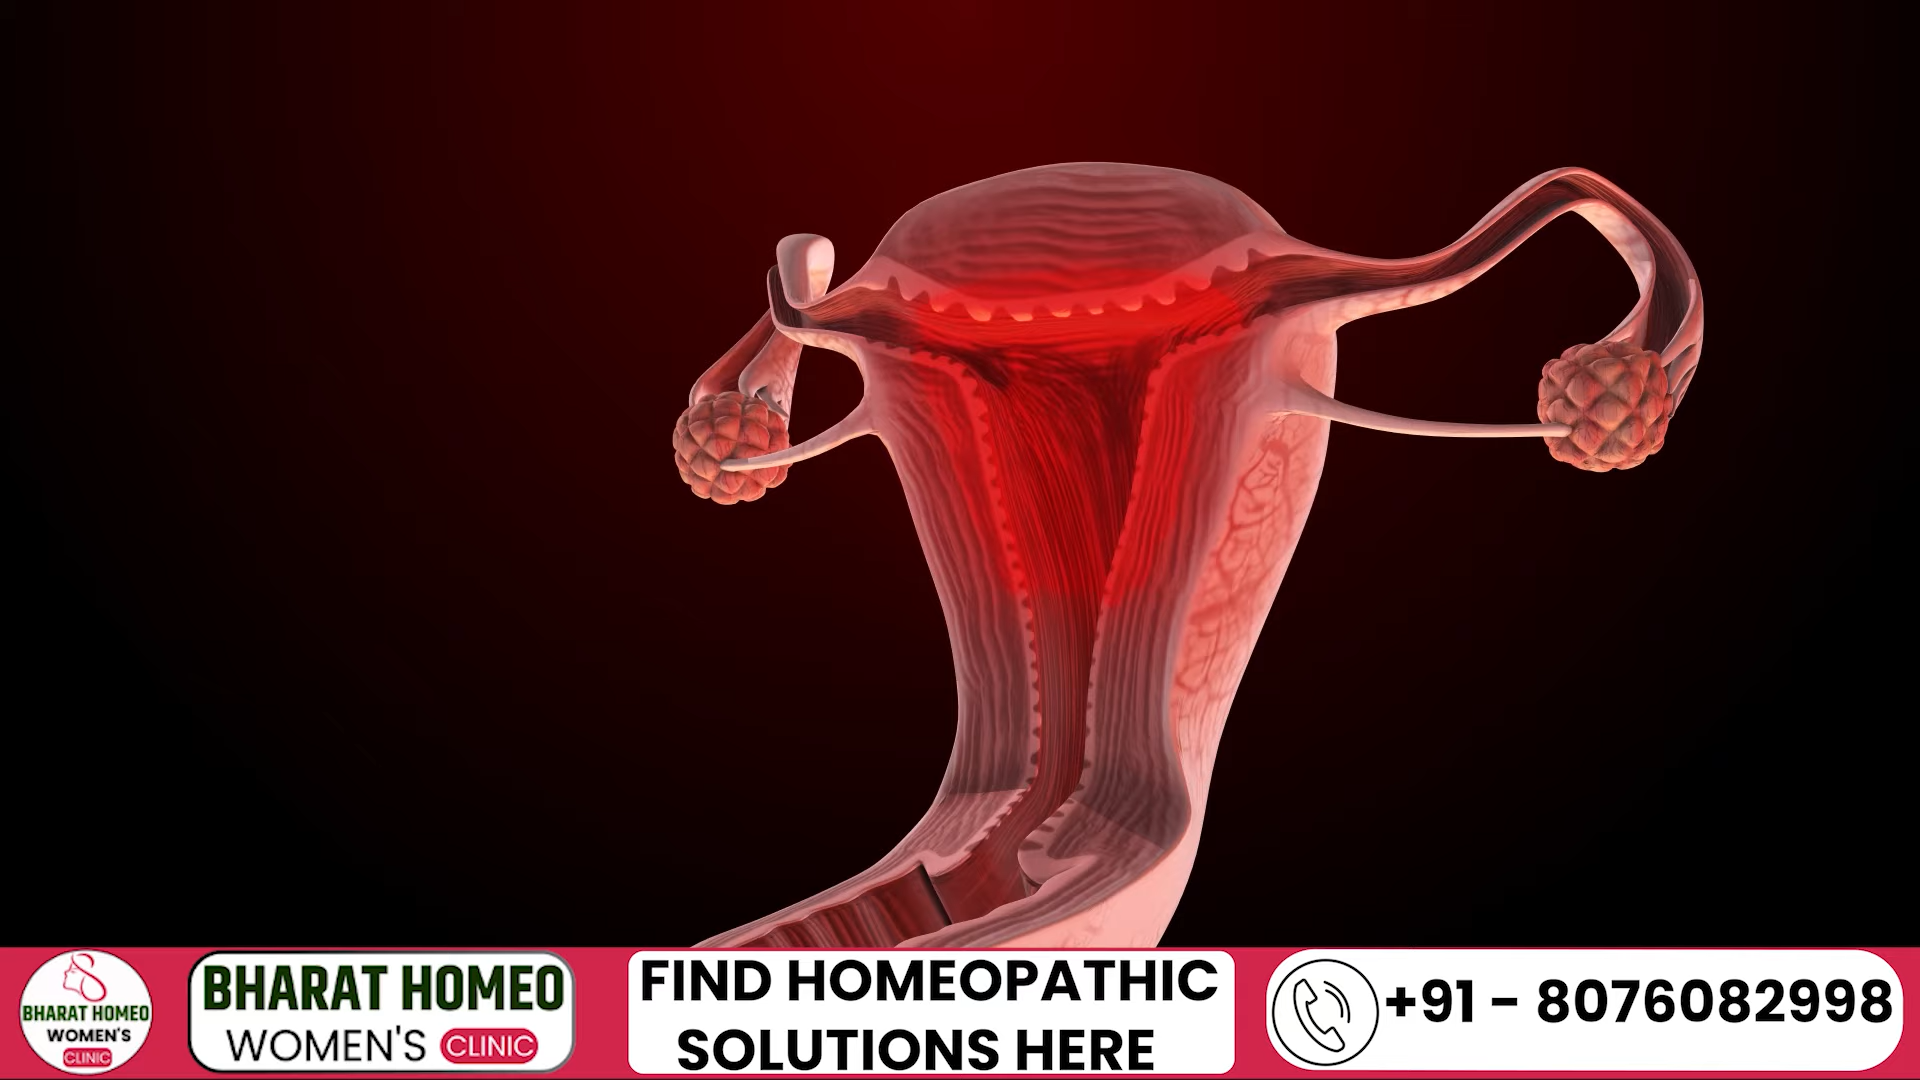 BHARAT HOMEO
WOMEN'S
CLINIC
BHARAT HOMEO
WOMEN'S CLINIC
FIND HOMEOPATHIC
SOLUTIONS HERE
+91 - 8076082998